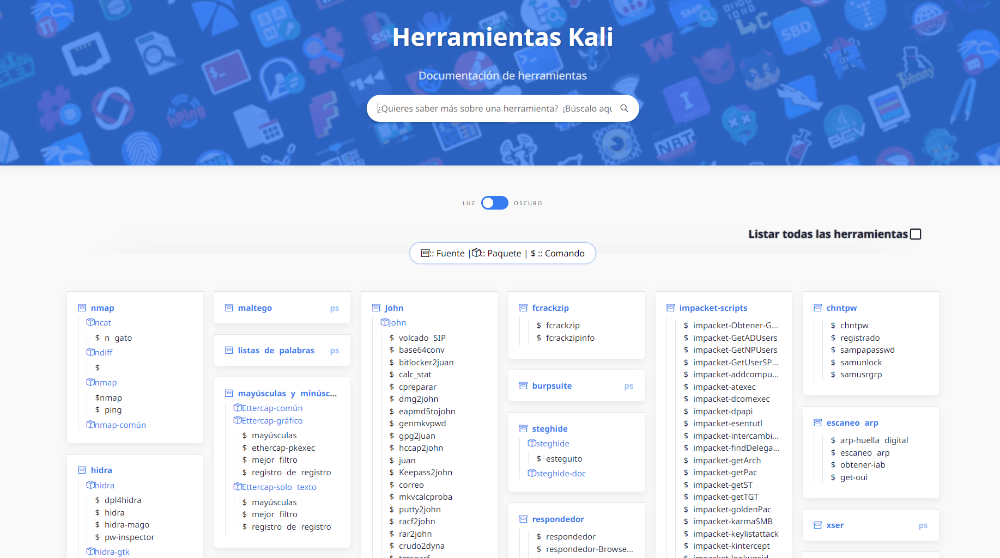 Herramientas Kali
Documentación de herramientas
¿Quieres saber más sobre una herramienta? ¡Búscalo aqu
LUZ
OSCURO
Listar todas las herramientas
:: Fuente | :: Paquete | $ :: Comando
nmap
ncat
$ n gato
ndiff
$
nmap
$nmap
$ ping
nmap-común
hidra
hidra
$ dpl4hidra
$ hidra
$ hidra-mago
$ pw-inspector
hidra-gtk
maltego ps
listas de palabras ps
mayúsculas y minúsc...
Ettercap-común
Ettercap-gráfico
$ mayúsculas
$ ethercap-pkexec
$ mejor filtro
$ registro de registro
Ettercap-solo texto
$ mayúsculas
$ mejor filtro
$ registro de registro
John
John
$ volcado SIP
$ base64conv
$ bitlocker2juan
$ calc_stat
$ cpreparar
$ dmg2john
$ eapmd5tojohn
$ genmkvpwd
$ gpg2juan
$ hccap2john
$ juan
$ Keepass2john
$ correo
$ mkvcalcproba
$ putty2john
$ racf2john
$ rar2john
$ crudo2dyna
fcrackzip
$ fcrackzip
$ fcrackzipinfo
burpsuite ps
steghide
steghide
$ esteguito
steghide-doc
respondedor
$ respondedor
$ respondedor-Browse...
impacket-scripts
$ impacket-Obtener-G...
$ impacket-GetADUsers
$ impacket-GetNPUsers
$ impacket-GetUserSP...
$ impacket-addcompu...
$ impacket-atexec
$ impacket-dcomexec
$ impacket-dpapi
$ impacket-esentutl
$ impacket-intercambi...
$ impacket-findDelega...
$ impacket-getArch
$ impacket-getPac
$ impacket-getST
$ impacket-getTGT
$ impacket-goldenPac
$ impacket-karmaSMB
$ impacket-keylistattack
$ impacket-kintercept
chntpw
$ chntpw
$ registrado
$ sampapasswd
$ samunlock
$ samusrgrp
escaneo arp
$ arp-huella digital
$ escaneo arp
$ obtener-iab
$ get-oui
xser ps